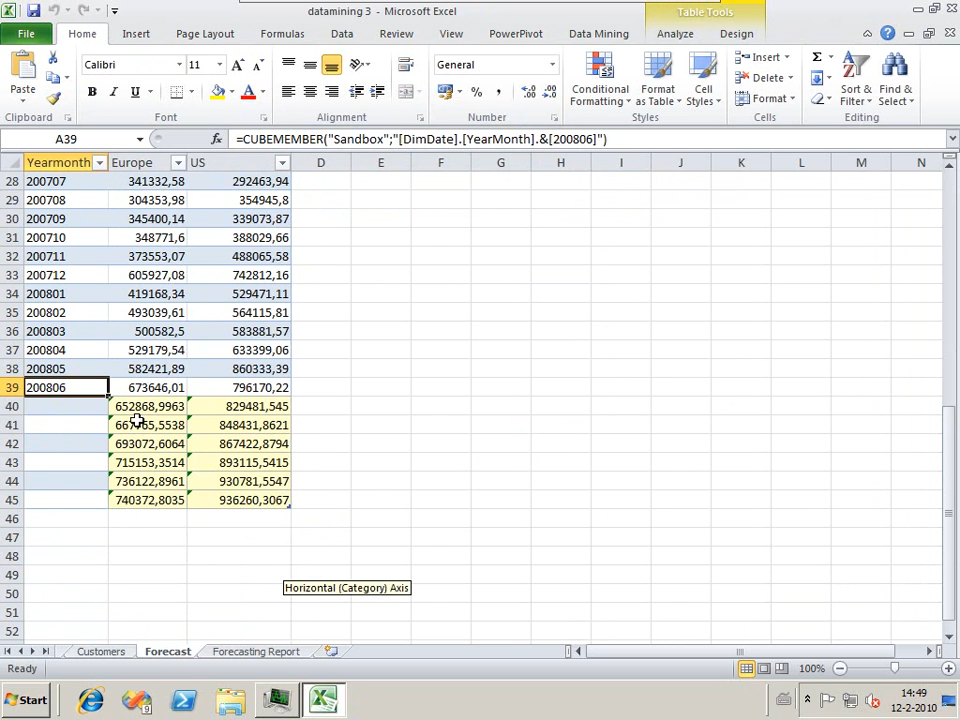 datamining 3 - Microsoft Excel
Table Tools
File Home Insert Page Layout Formulas Data Review View PowerPivot Data Mining Analyze Design
Paste
Clipboard
Calibri 11
B I U
Font
Alignment
General
Number
Conditional Formatting
Format as Table
Cell Styles
Styles
Insert
Delete
Format
Cells
Sort & Filter
Find & Select
Editing
A39
fx =CUBEMEMBER("Sandbox";"[DimDate].[YearMonth].&[200806]")
Yearmonth Europe US D E F G H I J K L M N
28 200707 341332,58 292463,94
29 200708 304353,98 354945,8
30 200709 345400,14 339073,87
31 200710 348771,6 388029,66
32 200711 373553,07 488065,58
33 200712 605927,08 742812,16
34 200801 419168,34 529471,11
35 200802 493039,61 564115,81
36 200803 500582,5 583881,57
37 200804 529179,54 633399,06
38 200805 582421,89 860333,39
39 200806 673646,01 796170,22
40 652868,9963 829481,545
41 848431,8621
42 693072,6064 867422,8794
43 715153,3514 893115,5415
44 736122,8961 930781,5547
45 740372,8035 936260,3067
46
47
48
49
50
51
52
Horizontal (Category) Axis
Customers Forecast Forecasting Report
Ready
100%
Start
14:49
12-2-2010